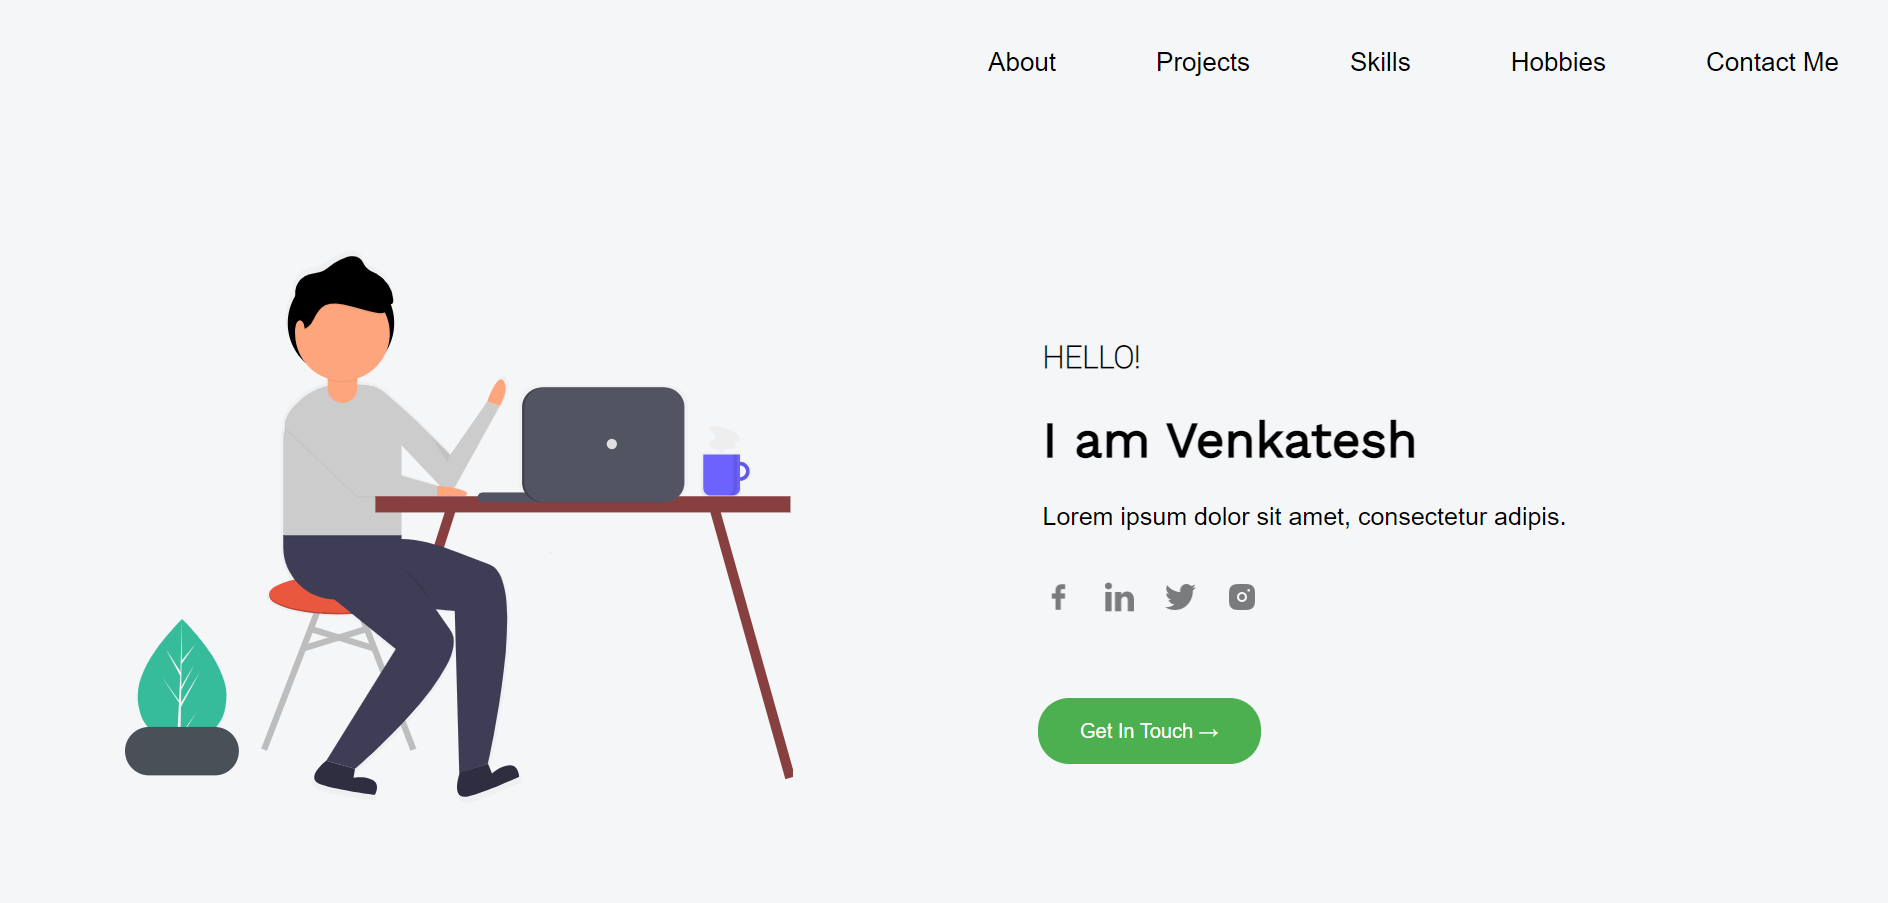 About Projects Skills Hobbies Contact Me
HELLO!
I am Venkatesh
Lorem ipsum dolor sit amet, consectetur adipis.
Get In Touch →